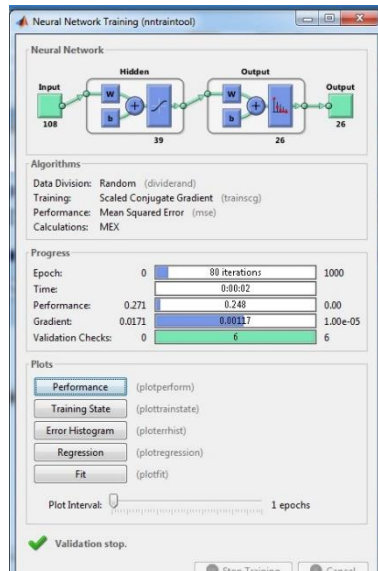 Neural Network Training (nntraintool)
Neural Network
Hidden Output
Input Output
W W
b b
108 39 26 26
Algorithms
Data Division: Random (dividerand)
Training: Scaled Conjugate Gradient (trainscg)
Performance: Mean Squared Error (mse)
Calculations: MEX
Progress
Epoch: 0 80 iterations 1000
Time: 0:00:02
Performance: 0.271 0.248 0.00
Gradient: 0.0171 0.00117 1.00e-05
Validation Checks: 0 6 6
Plots
Performance (plotperform)
Training State (plottrainstate)
Error Histogram (ploterrhist)
Regression (plotregression)
Fit (plotfit)
Plot Interval: 1 epochs
Validation stop.
Stop Training Cancel